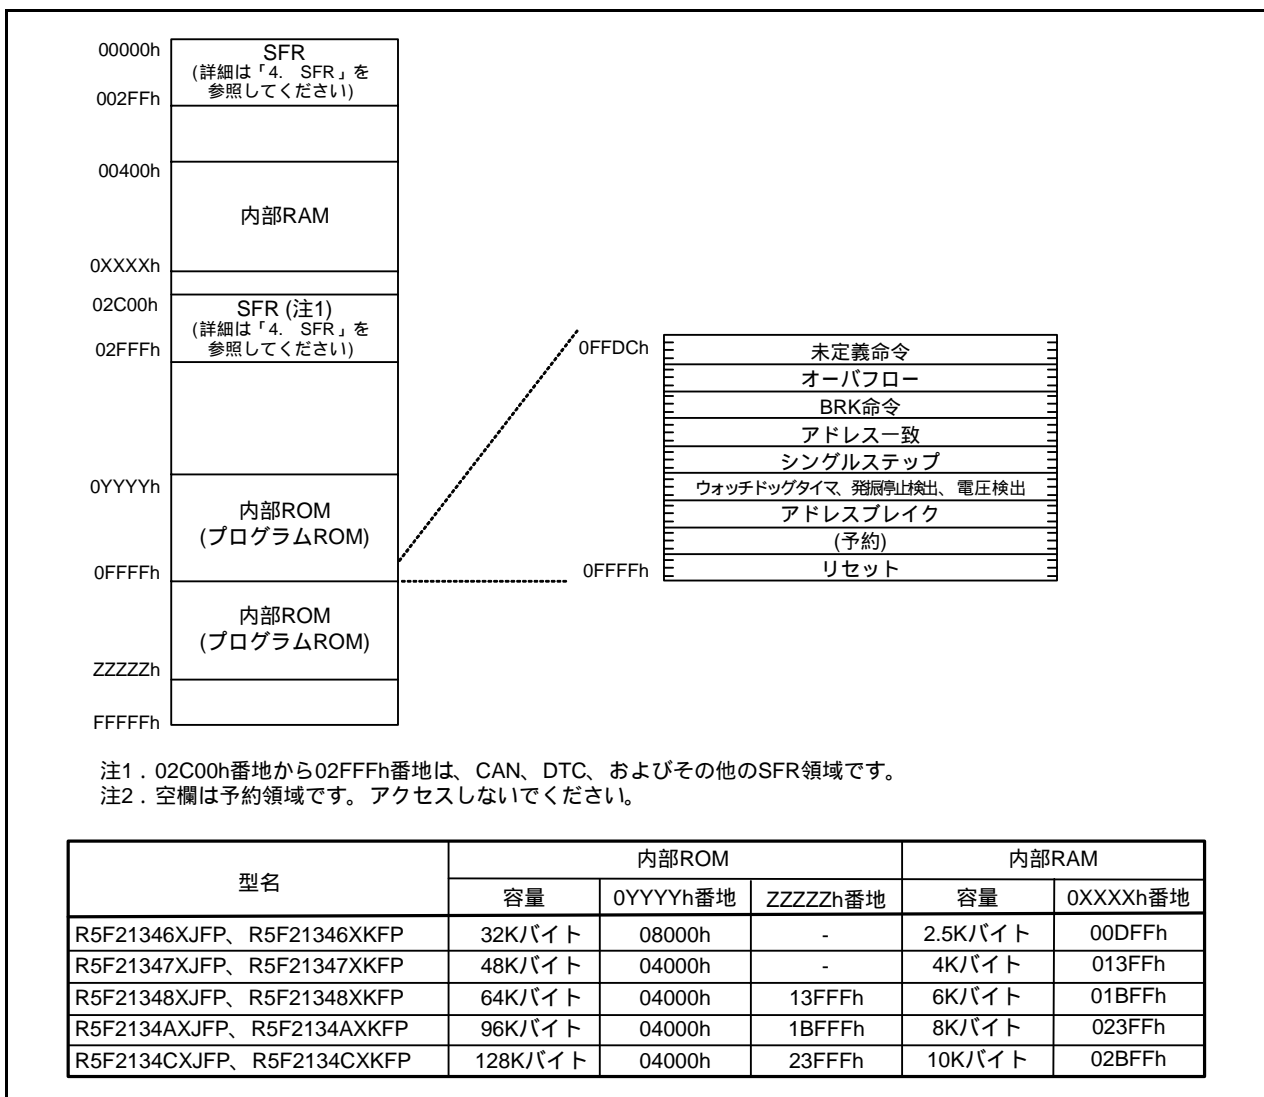 00000h
SFR
(詳細は「4. SFR」を
参照してください)
002FFh
00400h
内部RAM
0XXXXh
02C00h
SFR (注1)
(詳細は「4. SFR」を
参照してください)
02FFFh
0YYYYh
内部ROM
(プログラムROM)
0FFFFh
内部ROM
(プログラムROM)
ZZZZZh
FFFFFh
0FFDCh
未定義命令
オーバフロー
BRK命令
アドレス一致
シングルステップ
ウォッチドッグタイマ、発振停止検出、電圧検出
アドレスブレイク
(予約)
0FFFFh
リセット
注1．02C00h番地から02FFFh番地は、CAN、DTC、およびその他のSFR領域です。
注2．空欄は予約領域です。アクセスしないでください。
型名 内部ROM 内部RAM
容量 0YYYYh番地 ZZZZZh番地 容量 0XXXXh番地
R5F21346XJFP、R5F21346XKFP 32Kバイト 08000h - 2.5Kバイト 00DFFh
R5F21347XJFP、R5F21347XKFP 48Kバイト 04000h - 4Kバイト 013FFh
R5F21348XJFP、R5F21348XKFP 64Kバイト 04000h 13FFFh 6Kバイト 01BFFh
R5F2134AXJFP、R5F2134AXKFP 96Kバイト 04000h 1BFFFh 8Kバイト 023FFh
R5F2134CXJFP、R5F2134CXKFP 128Kバイト 04000h 23FFFh 10Kバイト 02BFFh